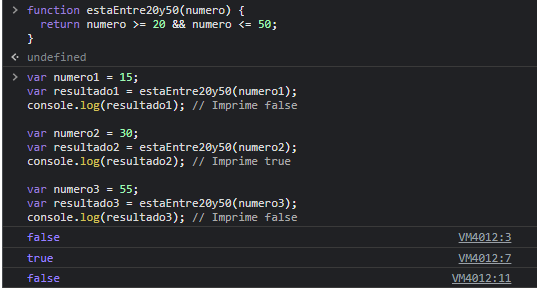 function estaEntre20y50(numero) {
  return numero >= 20 && numero <= 50;
}
undefined
var numero1 = 15;
var resultado1 = estaEntre20y50(numero1);
console.log(resultado1); // Imprime false
var numero2 = 30;
var resultado2 = estaEntre20y50(numero2);
console.log(resultado2); // Imprime true
var numero3 = 55;
var resultado3 = estaEntre20y50(numero3);
console.log(resultado3); // Imprime false
false VM4012:3
true VM4012:7
false VM4012:11